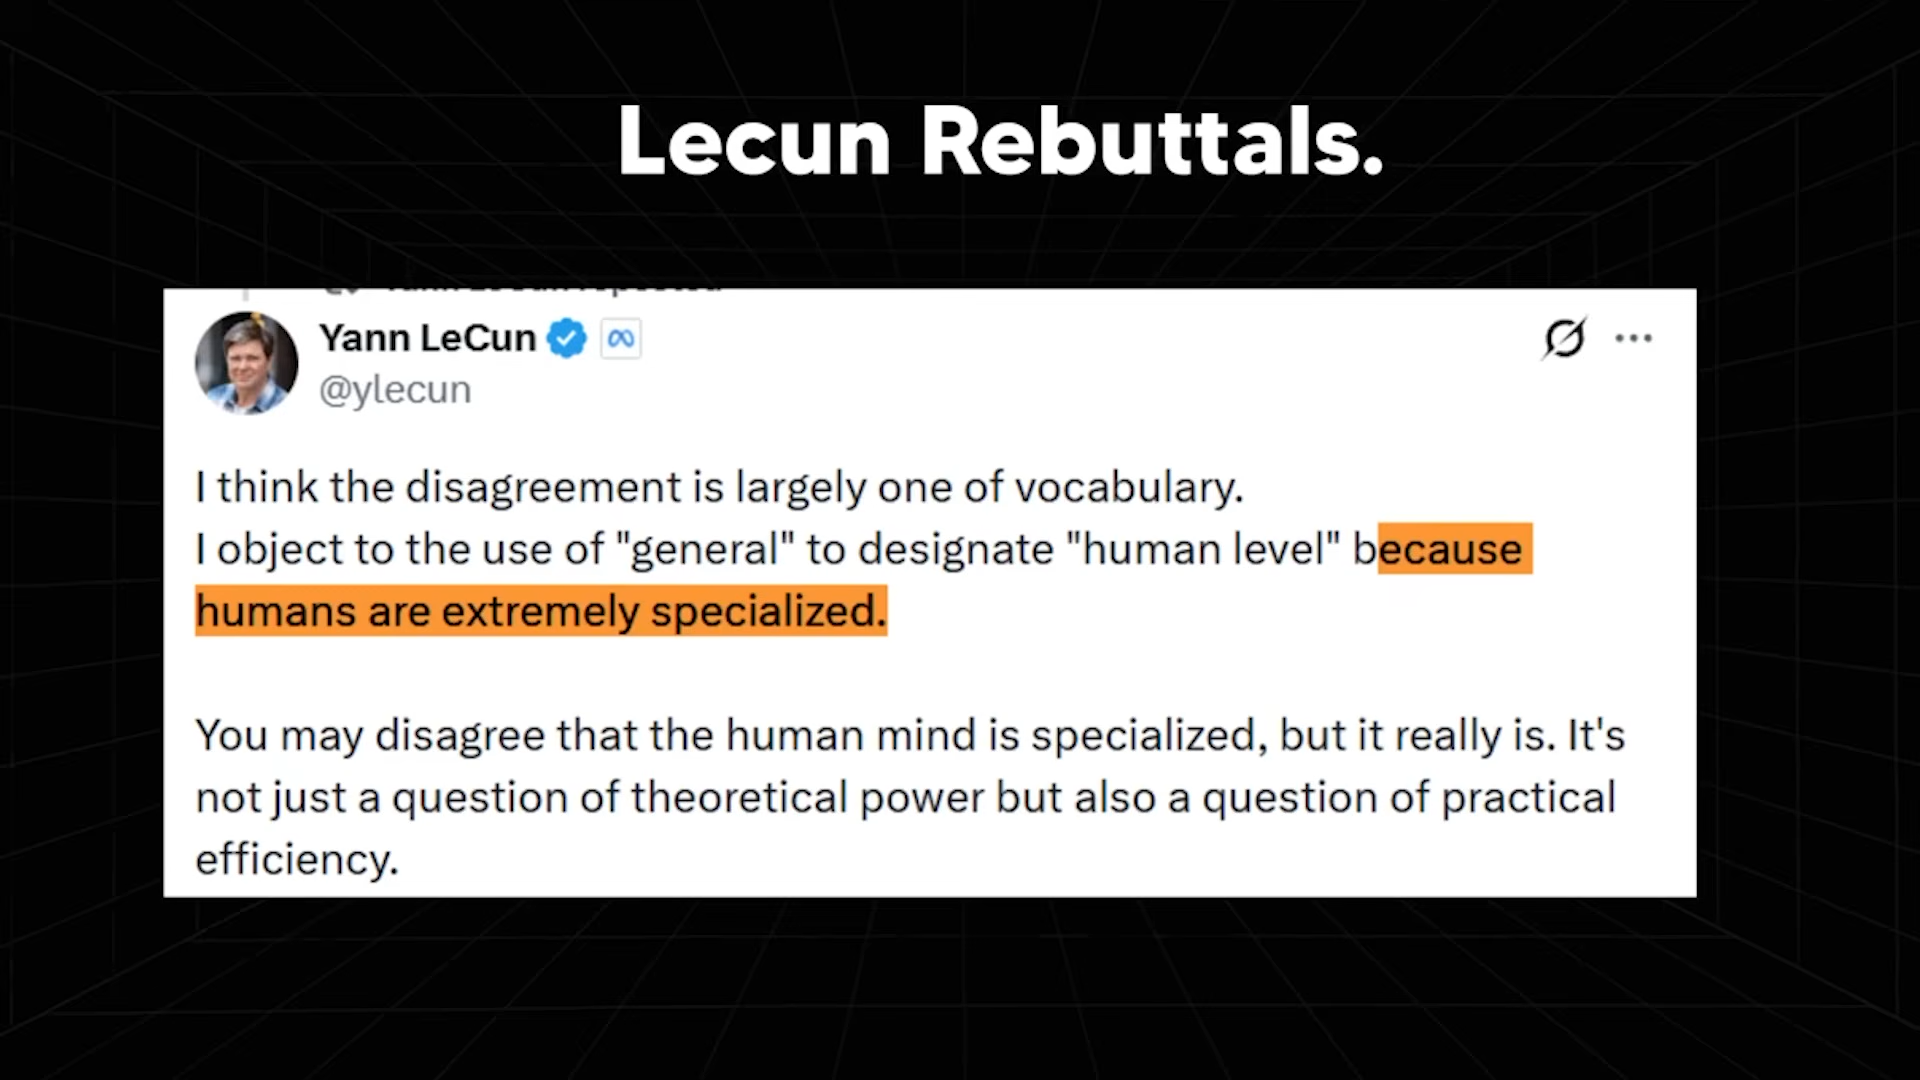 Lecun Rebuttals.
Yann LeCun
@ylecun
I think the disagreement is largely one of vocabulary.
I object to the use of "general" to designate "human level" because
humans are extremely specialized.
You may disagree that the human mind is specialized, but it really is. It's
not just a question of theoretical power but also a question of practical
efficiency.